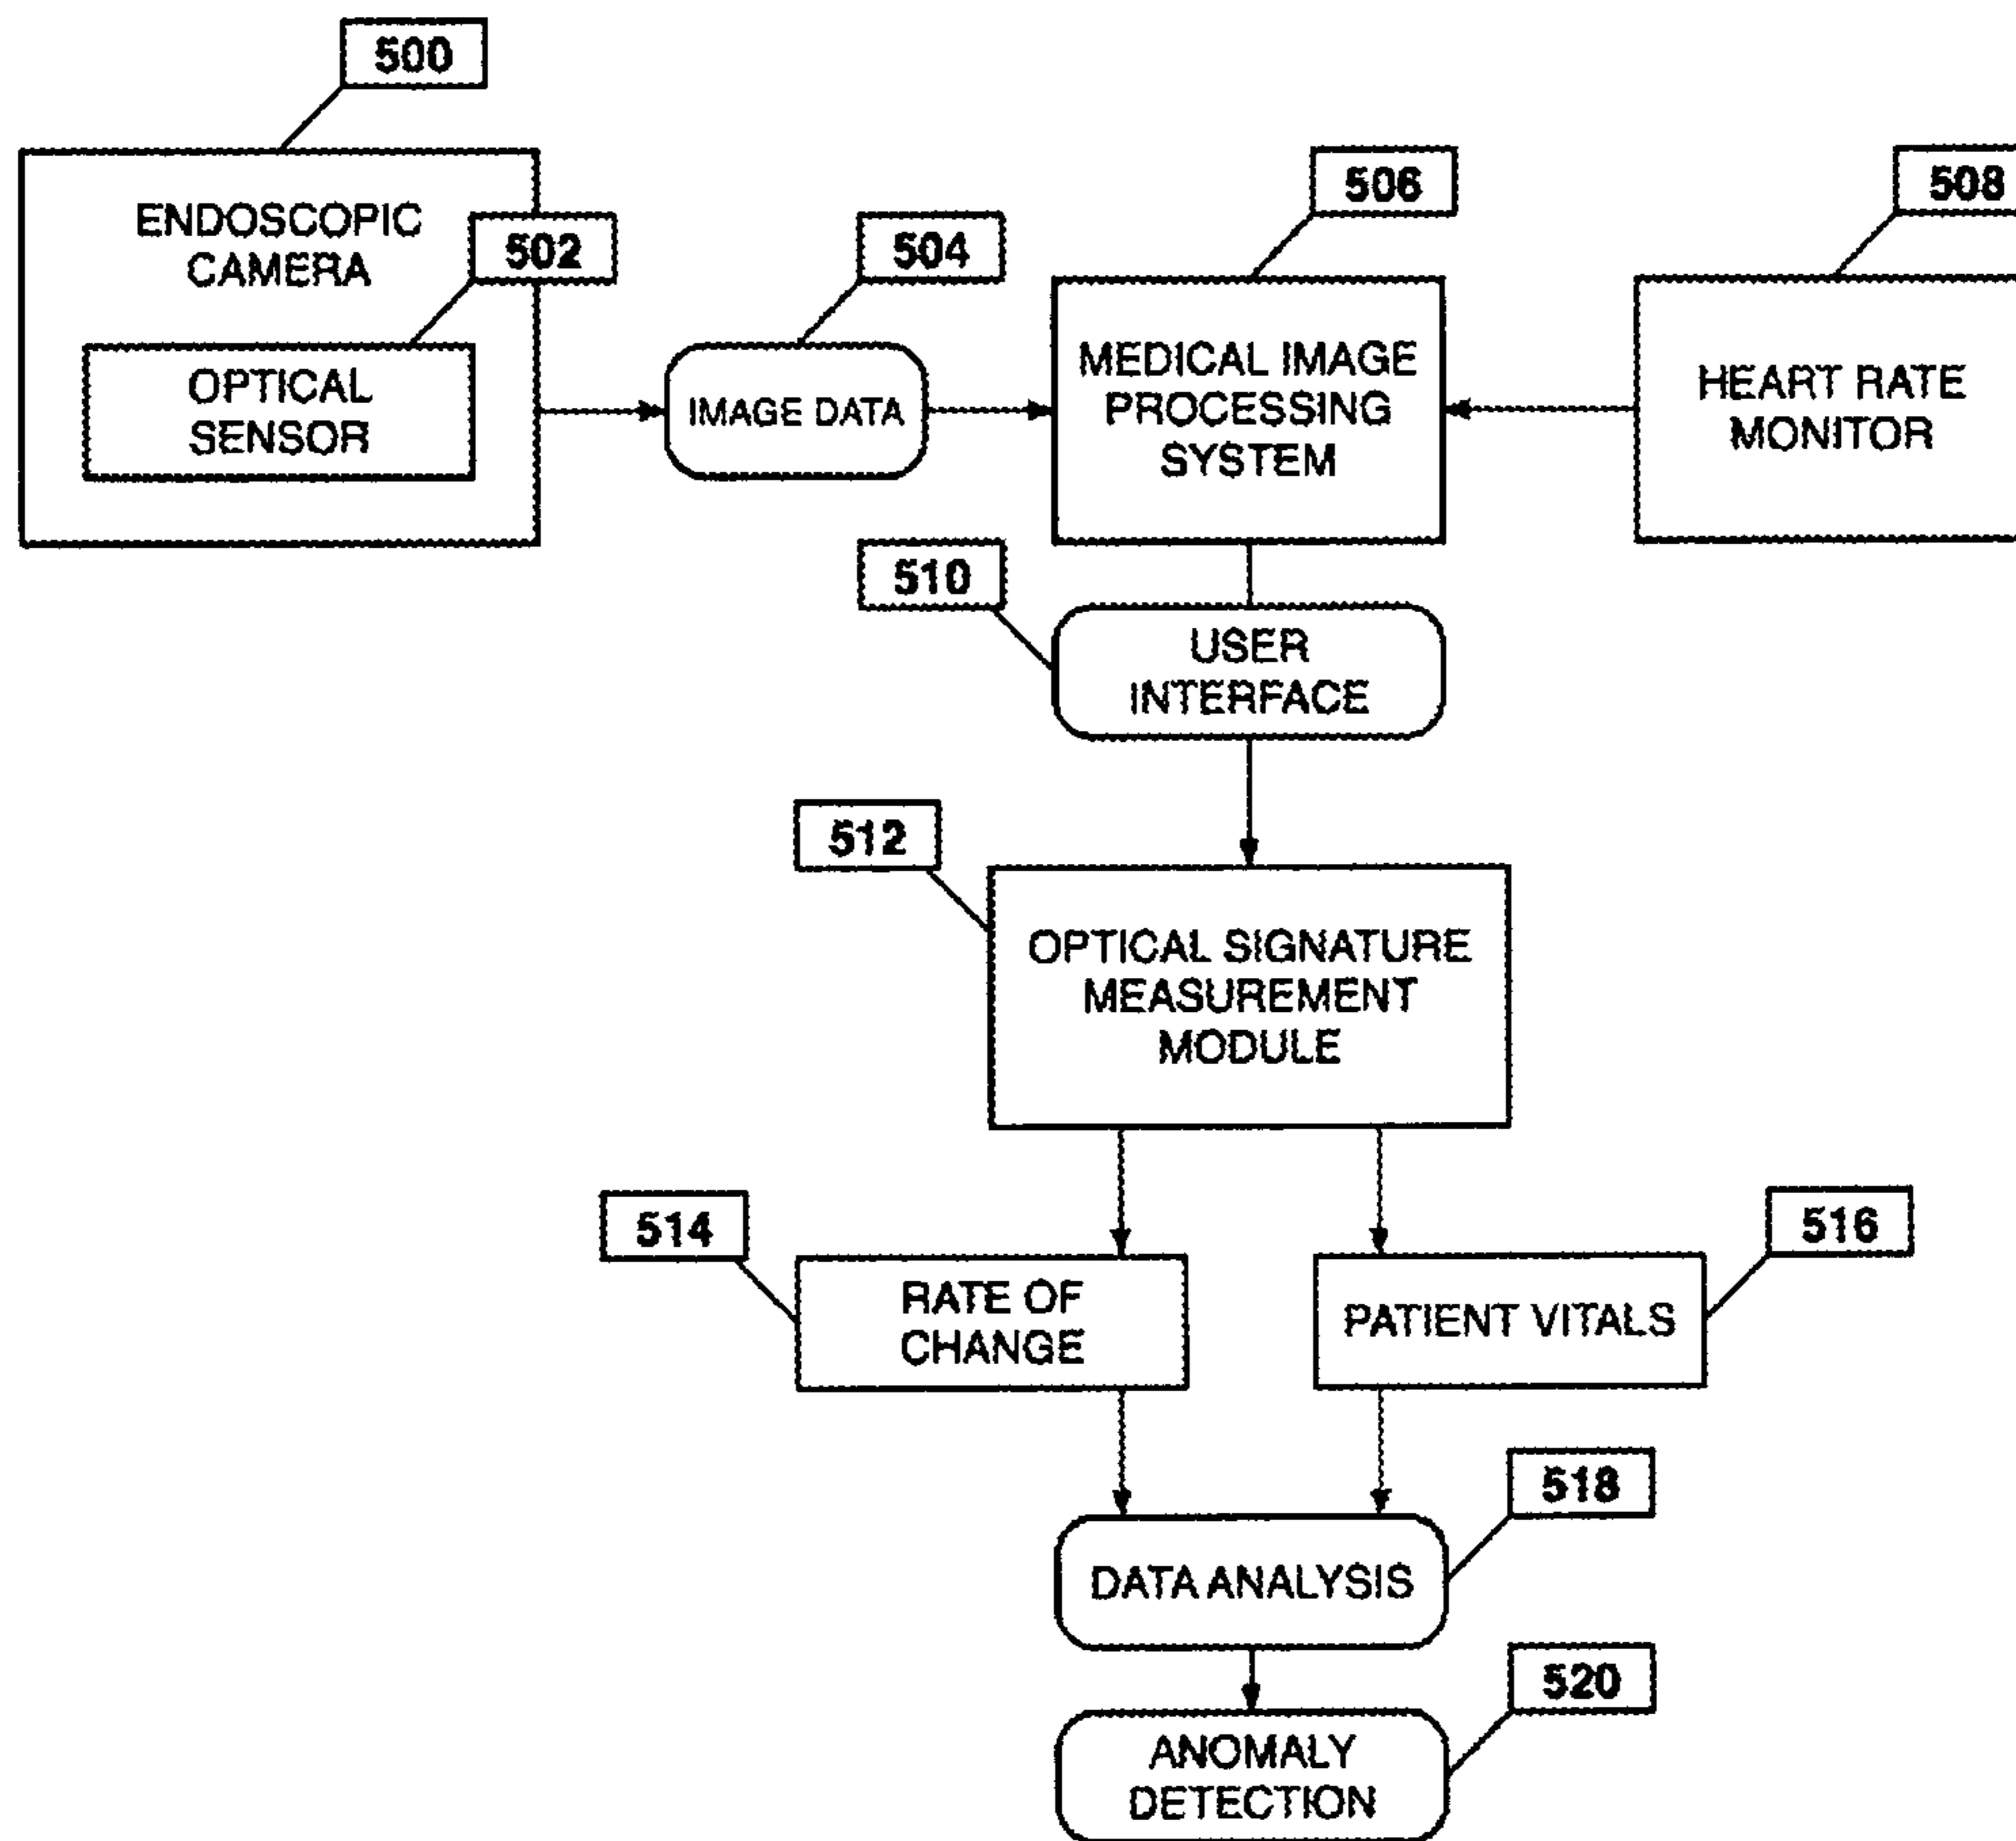 500
ENDOSCOPIC
CAMERA
502
OPTICAL
SENSOR
504
IMAGE DATA
506
MEDICAL IMAGE
PROCESSING
SYSTEM
508
HEART RATE
MONITOR
510
USER
INTERFACE
512
OPTICAL SIGNATURE
MEASUREMENT
MODULE
514
RATE OF
CHANGE
516
PATIENT VITALS
518
DATA ANALYSIS
520
ANOMALY
DETECTION